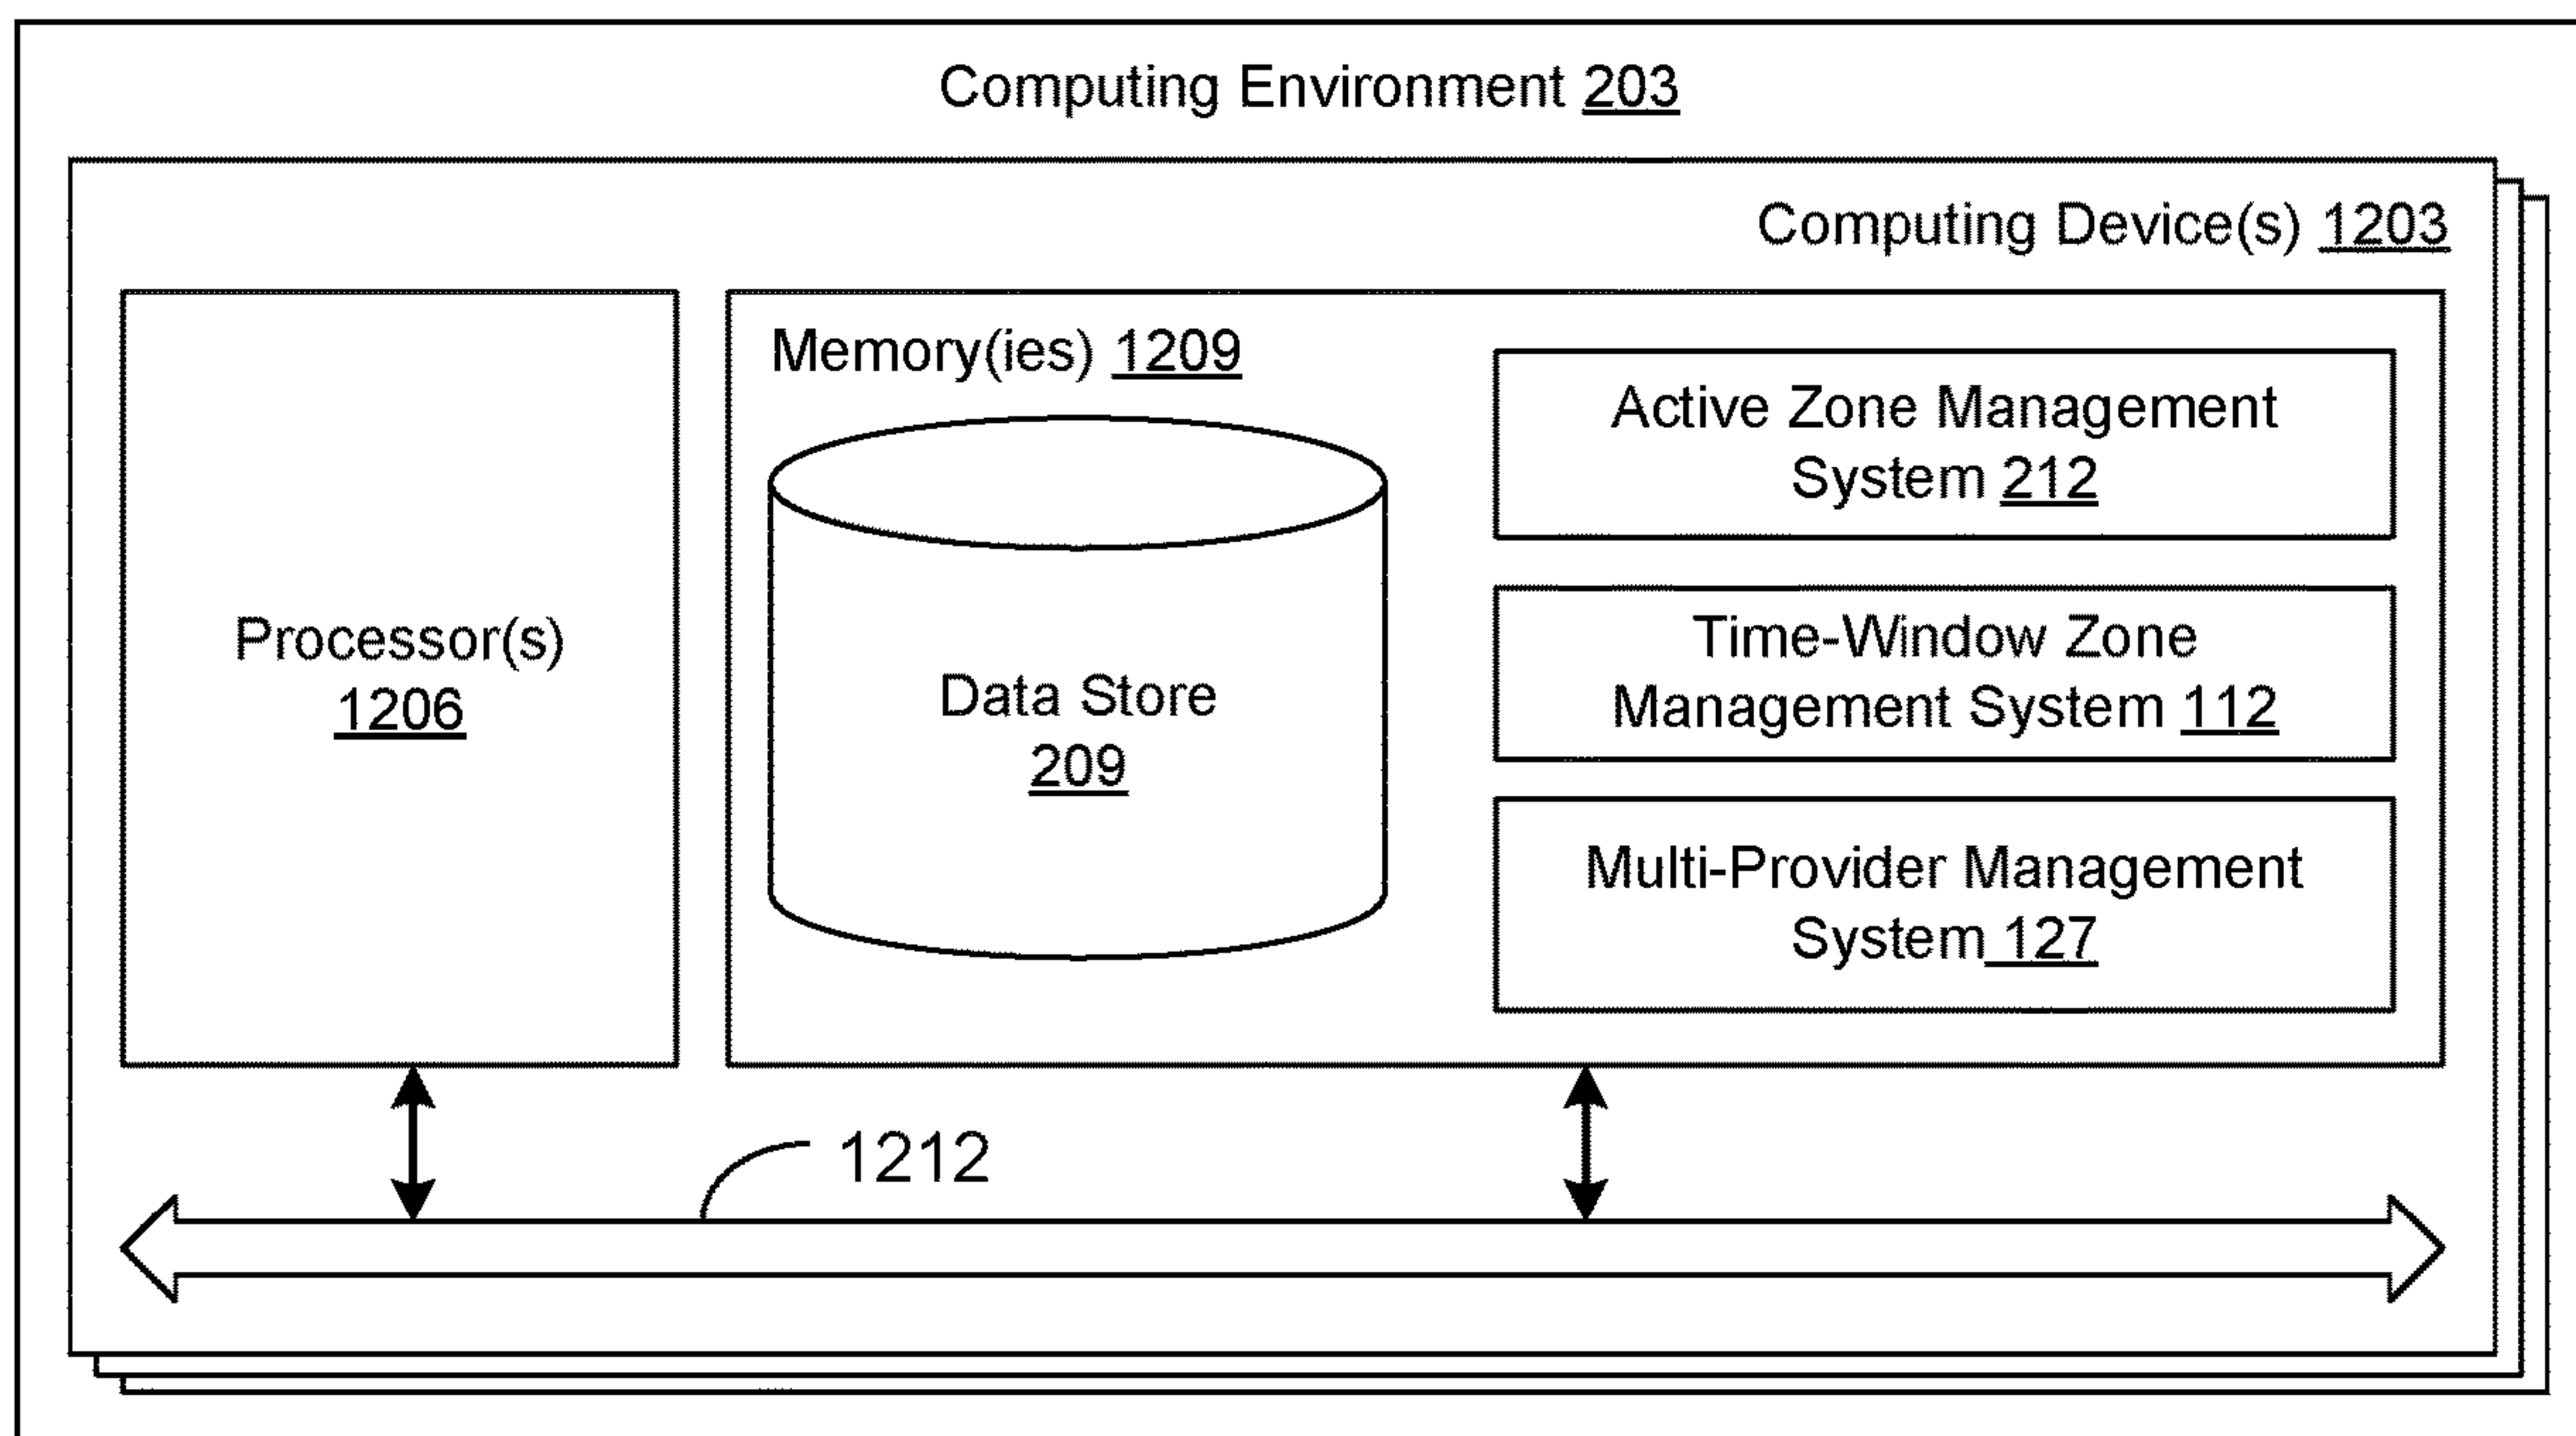 Computing Environment 203
Computing Device(s) 1203
Processor(s)
1206
Memory(ies) 1209
Data Store
209
Active Zone Management
System 212
Time-Window Zone
Management System 112
Multi-Provider Management
System 127
1212